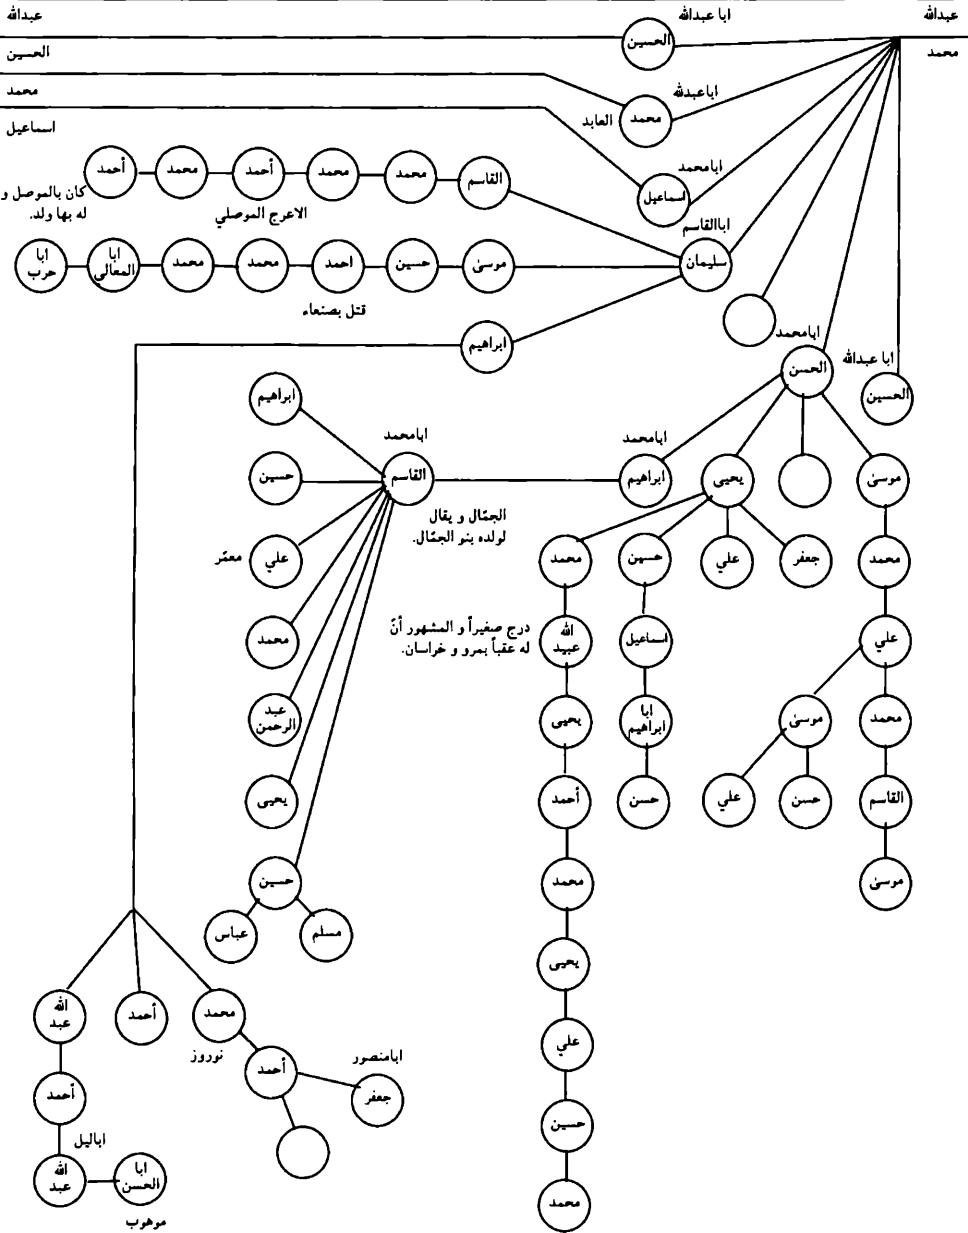 عبدالله
ابا عبدالله
عبدالله
محمد
الحسين
الحسين
اباعبدلله
محمد
العابد
محمد
اسماعيل
ابامحمد
اسماعيل
القاسم
محمد
محمد
أحمد
محمد
أحمد
كان بالموصل و
له بها ولد.
الاعرج الموصلي
اباالقاسم
سليمان
موسىٰ
حسين
احمد
محمد
محمد
ابا
المعالي
ابا
حرب
قتل بصنعاء
ابراهيم
ابامحمد
الحسن
ابا عبدالله
الحسين
ابراهيم
ابامحمد
القاسم
ابامحمد
ابراهيم
يحيى
موسىٰ
حسين
الجمّال و يقال
لولده بنو الجمّال.
محمد
حسين
علي
جعفر
محمد
علي
معمّر
درج صغيراً و المشهور أنّ
له عقباً بمرو و خراسان.
الله
عبيد
اسماعيل
علي
محمد
عبد
الرحمن
يحيى
ابا
ابراهيم
موسىٰ
محمد
يحيى
أحمد
حسن
علي
حسن
القاسم
حسين
محمد
موسىٰ
عباس
مسلم
يحيى
الله
عبد
أحمد
محمد
نوروز
علي
أحمد
ابامنصور
جعفر
أحمد
حسين
اباليل
الله
عبد
ابا
الحسن
موهوب
محمد